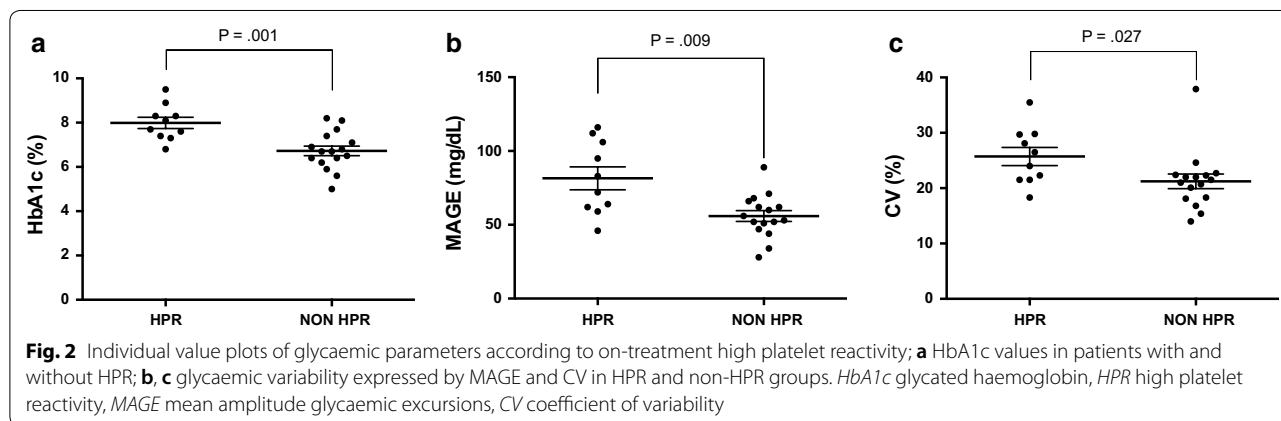 a
P = .001
HbA1c (%)
10
8
6
4
2
0
HPR NON HPR
b
P = .009
MAGE (mg/dL)
150
100
50
0
HPR NON HPR
c
P = .027
CV (%)
40
30
20
10
0
HPR NON HPR
Fig. 2 Individual value plots of glycaemic parameters according to on-treatment high platelet reactivity; a HbA1c values in patients with and
without HPR; b, c glycaemic variability expressed by MAGE and CV in HPR and non-HPR groups. HbA1c glycated haemoglobin, HPR high platelet
reactivity, MAGE mean amplitude glycaemic excursions, CV coefficient of variability